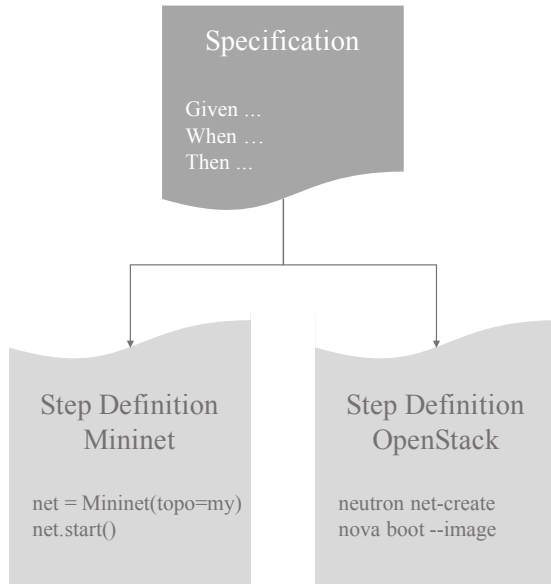 Specification
Given ...
When ...
Then ...
Step Definition
Mininet
net = Mininet(topo=my)
net.start()
Step Definition
OpenStack
neutron net-create
nova boot --image